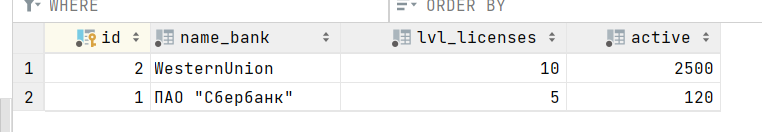 WHERE ORDER BY
id name_bank lvl_licenses active
1 2 WesternUnion 10 2500
2 1 ПАО "Сбербанк" 5 120